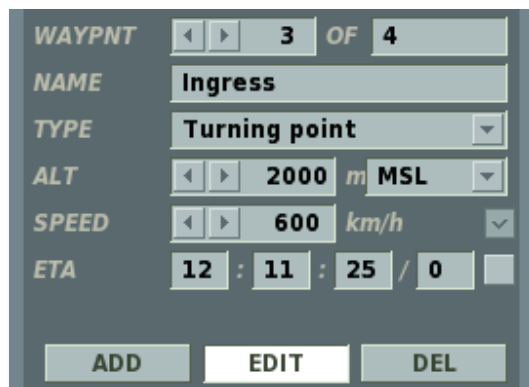 WAYPNT 3 OF 4
NAME Ingress
TYPE Turning point
ALT 2000 m MSL
SPEED 600 km/h
ETA 12 : 11 : 25 / 0
ADD EDIT DEL